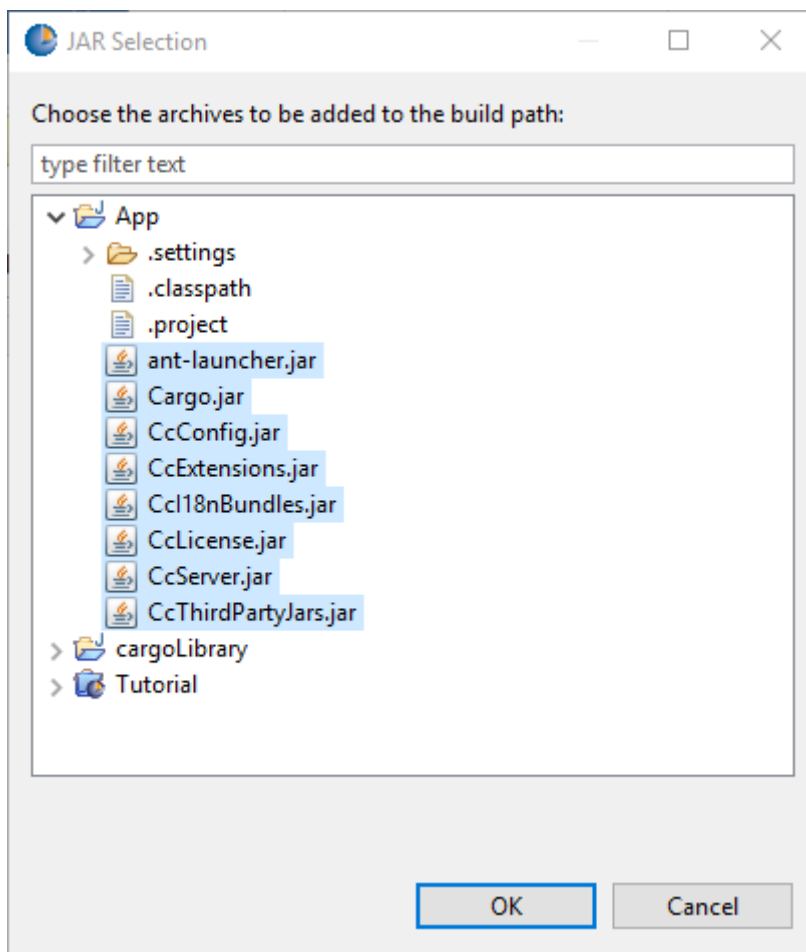 JAR Selection
Choose the archives to be added to the build path:
type filter text
App
.settings
.classpath
.project
ant-launcher.jar
Cargo.jar
CcConfig.jar
CcExtensions.jar
CcI18nBundles.jar
CcLicense.jar
CcServer.jar
CcThirdPartyJars.jar
cargoLibrary
Tutorial
OK Cancel